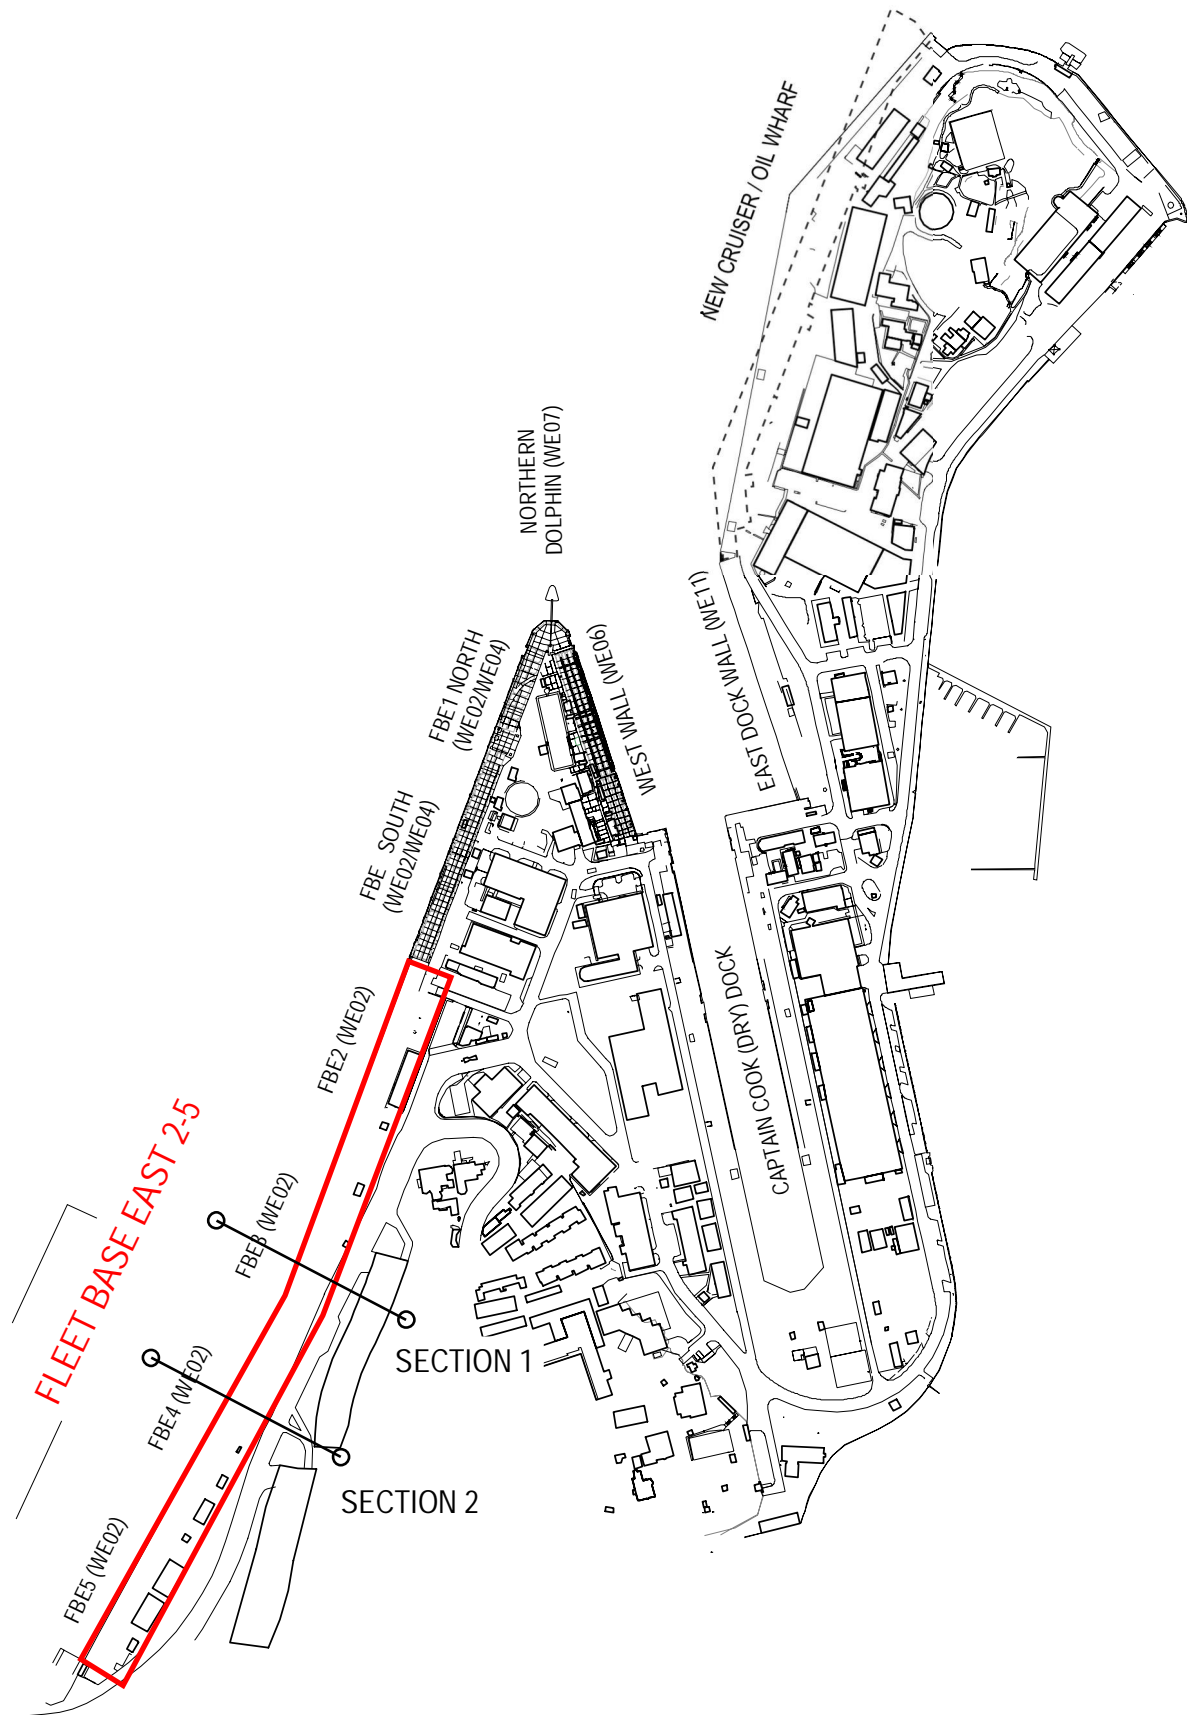 NEW CRUISER / OIL WHARF
NORTHERN
DOLPHIN (WE07)
EAST DOCK WALL (WE11)
WEST WALL (WE06)
FBE1 NORTH
(WE02/WE04)
FBE SOUTH
(WE02/WE04)
CAPTAIN COOK (DRY) DOCK
FBE2 (WE02)
FLEET BASE EAST 2-5
FBE3 (WE02)
SECTION 1
FBE4 (WE02)
SECTION 2
FBE5 (WE02)